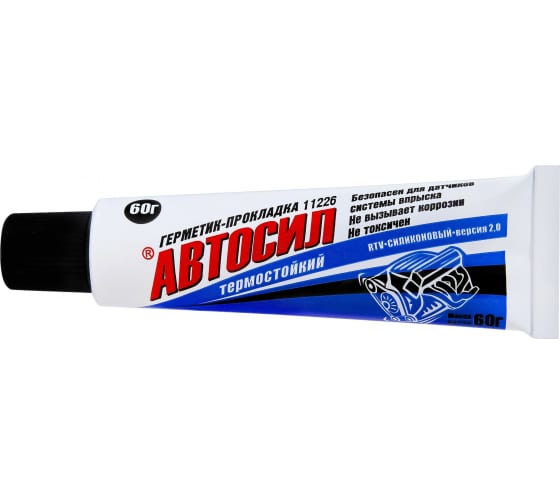 60г
ГЕРМЕТИК-ПРОКЛАДКА 11226
®АВТОСИЛ
термостойкий
Безопасен для датчиков
системы впрыска
Не вызывает коррозии
Не токсичен
RTV-СИЛИКОНОВЫЙ-версия 2.0
Масса
60г